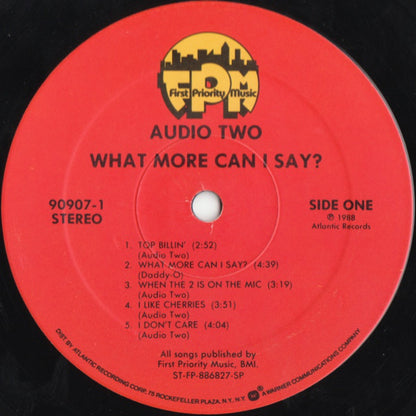 FPM
First Priority Music
AUDIO TWO
WHAT MORE CAN I SAY?
90907-1
STEREO
SIDE ONE
℗ 1988
Atlantic Records
1. TOP BILLIN' (2:52)
(Audio Two)
2. WHAT MORE CAN I SAY? (4:39)
(Daddy-O)
3. WHEN THE 2 IS ON THE MIC (3:19)
(Audio Two)
4. I LIKE CHERRIES (3:51)
(Audio Two)
5. I DON'T CARE (4:04)
(Audio Two)
All songs published by
First Priority Music, BMI.
ST-FP-886827-SP
DIST. BY ATLANTIC RECORDING CORP. 75 ROCKEFELLER PLAZA, N.Y., N.Y. A WARNER COMMUNICATIONS COMPANY